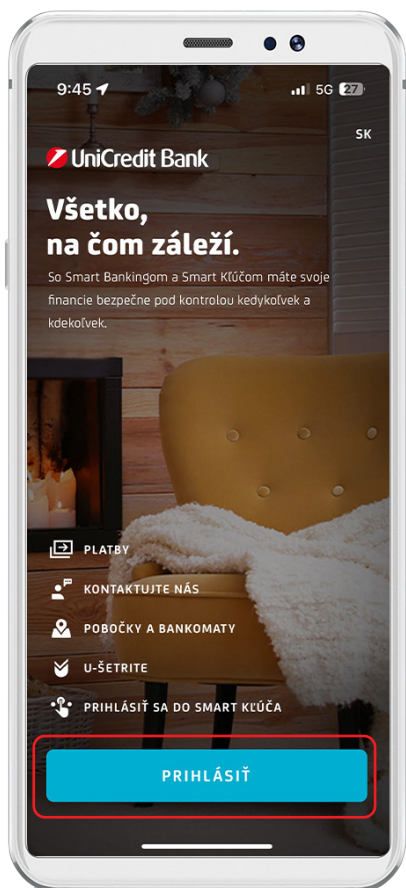 9:45 5G 27
SK
UniCredit Bank
Všetko,
na čom záleží.
So Smart Bankingom a Smart Kľúčom máte svoje
financie bezpečne pod kontrolou kedykoľvek a
kdekoľvek.
PLATBY
KONTAKTUJTE NÁS
POBOČKY A BANKOMATY
U-ŠETRITE
PRIHLÁSIŤ SA DO SMART KĽÚČA
PRIHLÁSIŤ